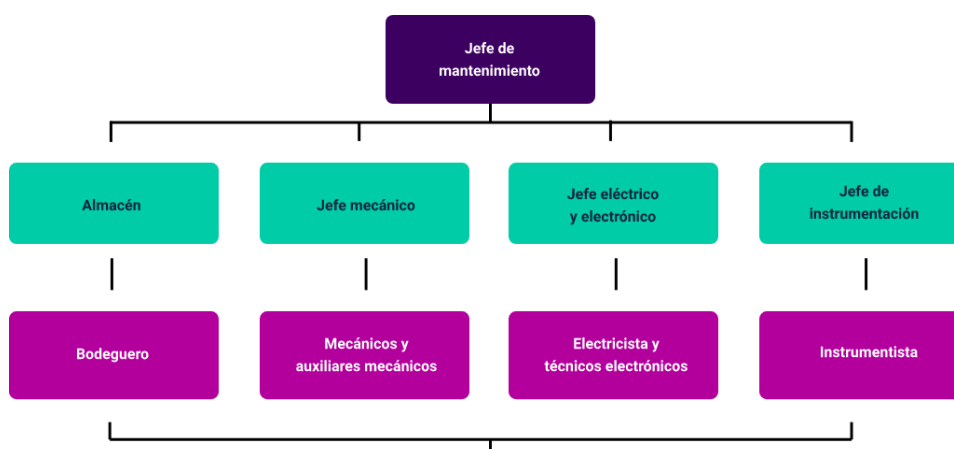 Jefe de
mantenimiento
Almacén
Jefe mecánico
Jefe eléctrico
y electrónico
Jefe de
instrumentación
Bodeguero
Mecánicos y
auxiliares mecánicos
Electricista y
técnicos electrónicos
Instrumentista